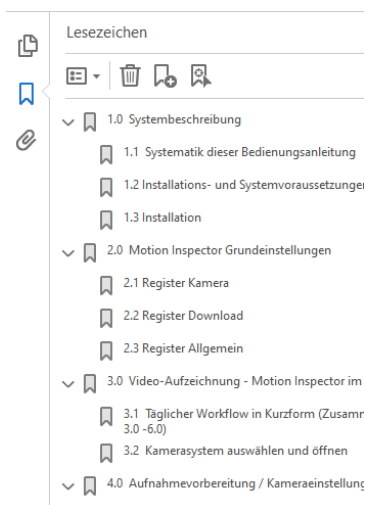 Lesezeichen
1.0 Systembeschreibung
1.1 Systematik dieser Bedienungsanleitung
1.2 Installations- und Systemvoraussetzungen
1.3 Installation
2.0 Motion Inspector Grundeinstellungen
2.1 Register Kamera
2.2 Register Download
2.3 Register Allgemein
3.0 Video-Aufzeichnung - Motion Inspector im
3.1 Täglicher Workflow in Kurzform (Zusamm
3.0 -6.0)
3.2 Kamerasystem auswählen und öffnen
4.0 Aufnahmevorbereitung / Kameraeinstellung